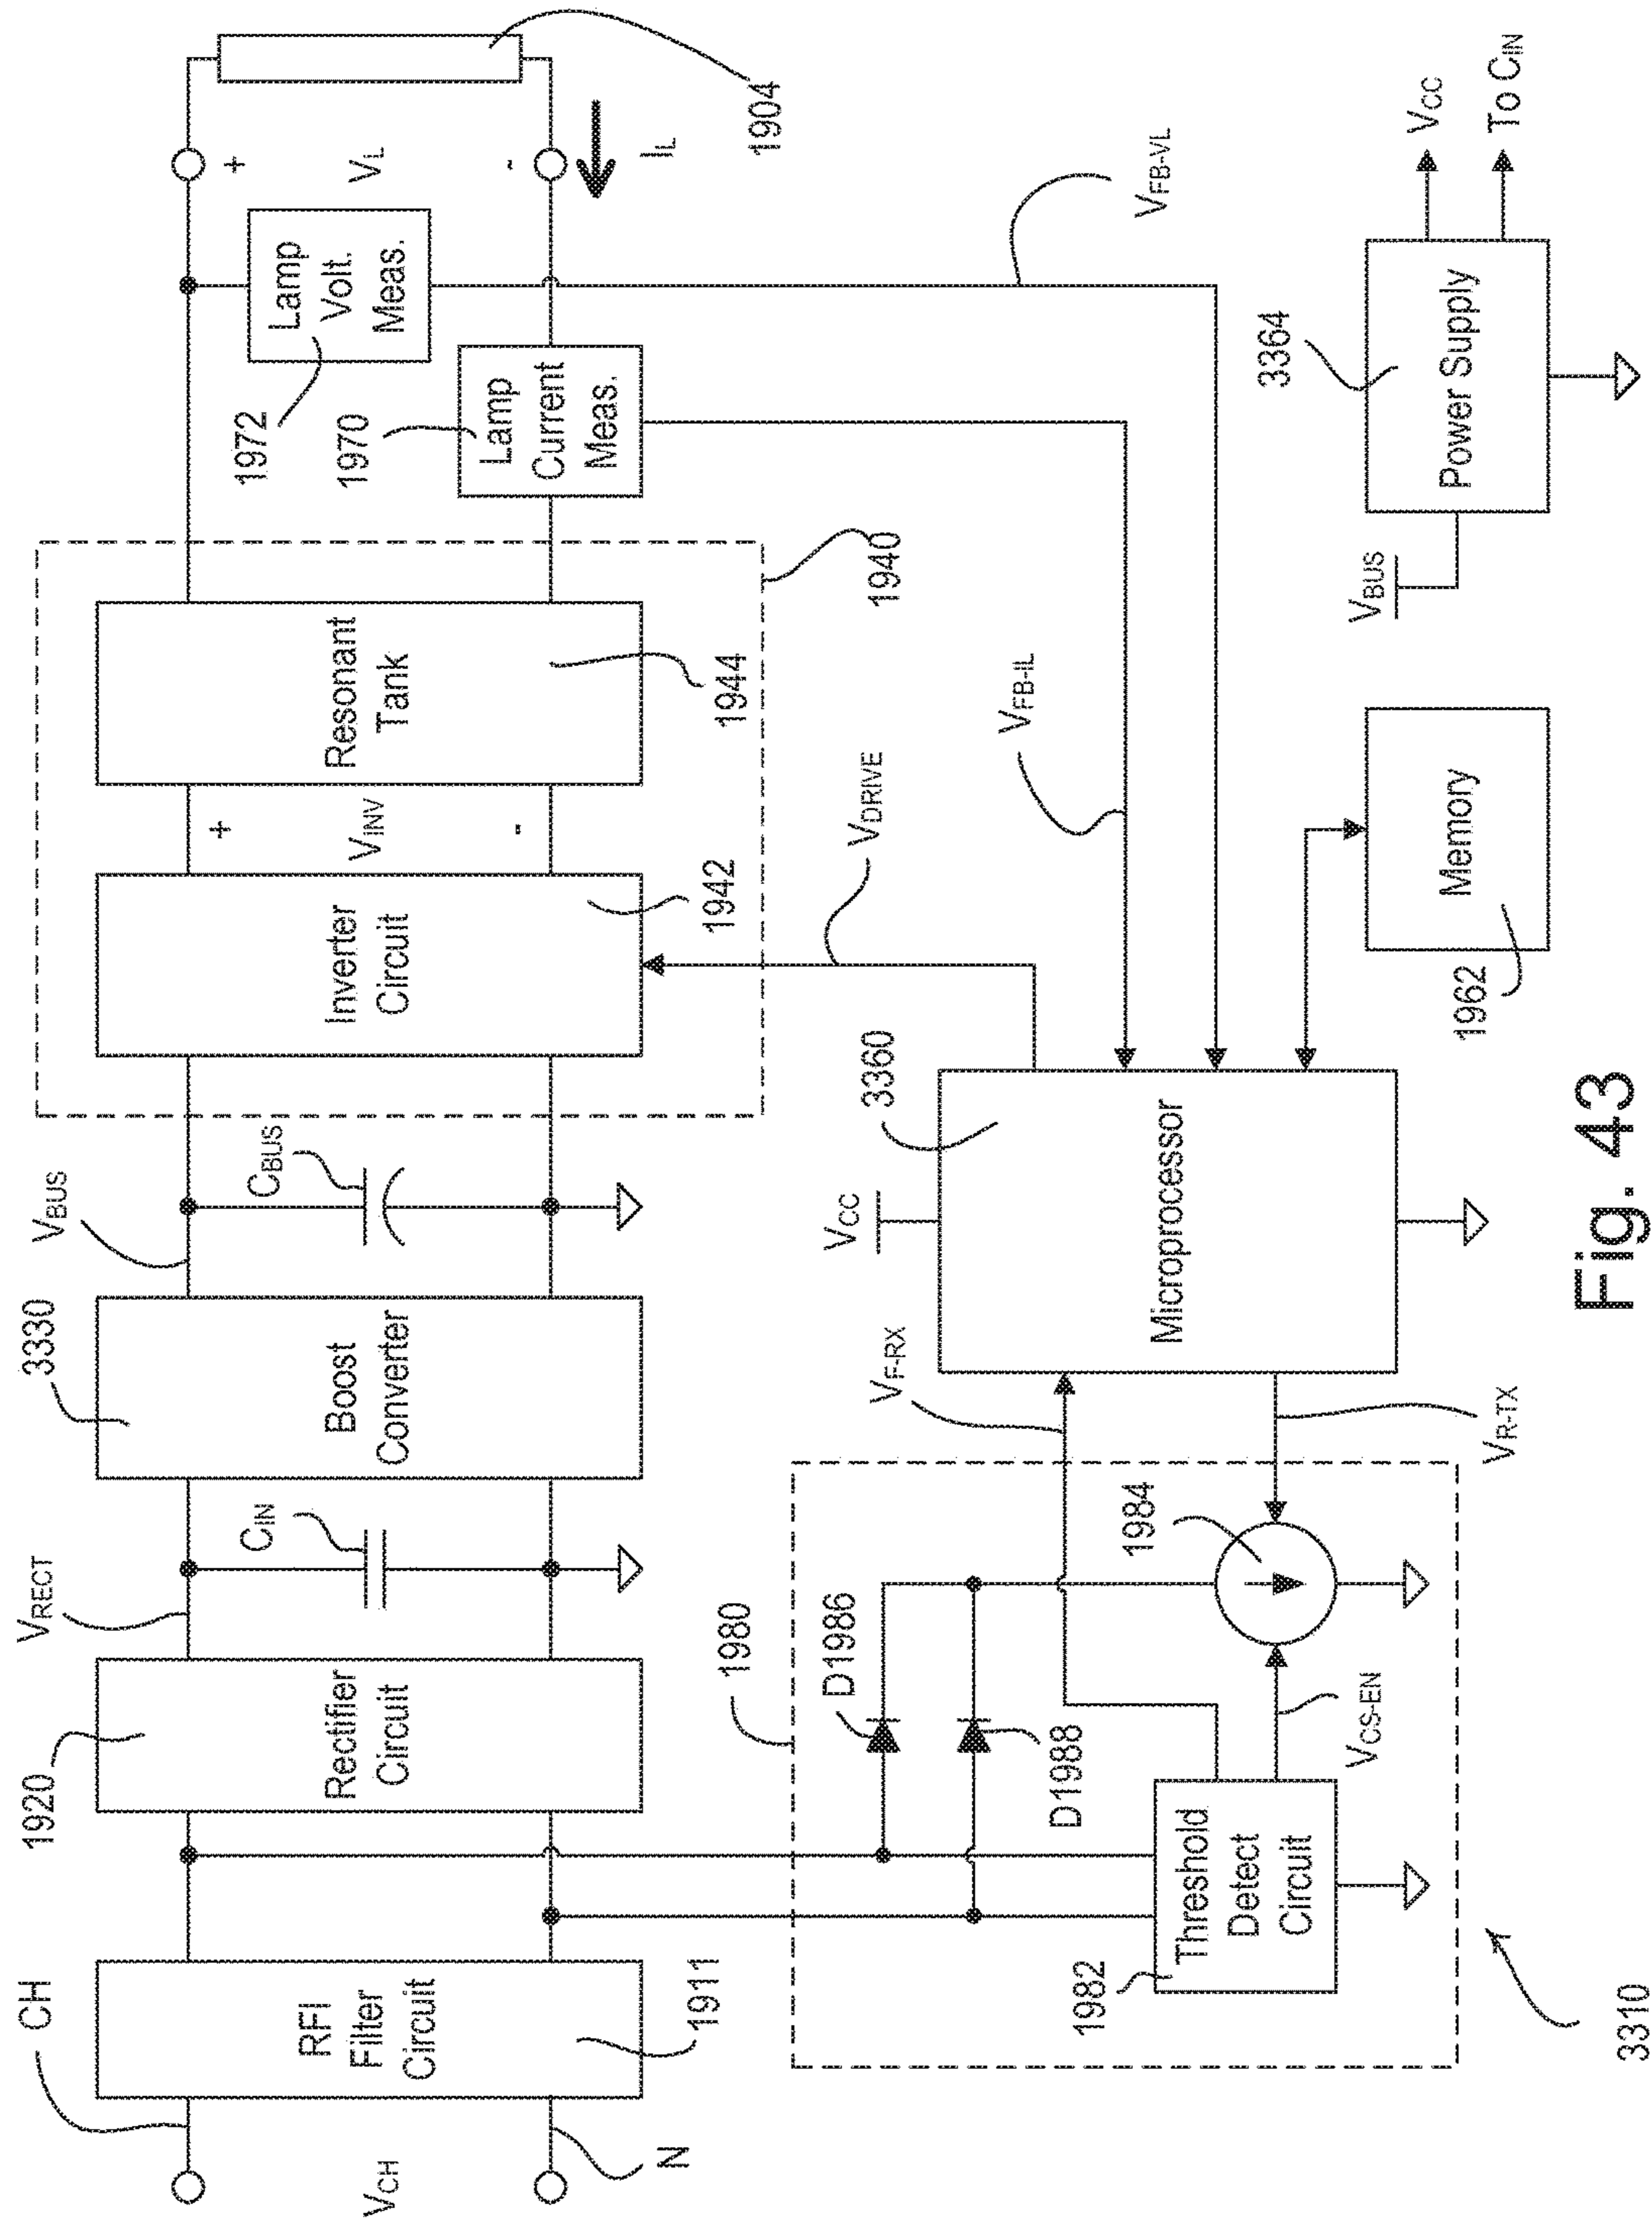 CH
V_CH
N
RFI
Filter
Circuit
1911
1920
Rectifier
Circuit
V_RECT
C_IN
3330
Boost
Converter
V_BUS
C_BUS
Inverter
Circuit
1942
+
V_INV
-
Resonant
Tank
1944
1940
1972
Lamp
Volt.
Meas.
1970
Lamp
Current
Meas.
+
V_L
-
I_L
1904
1980
D1986
D1988
1982
Threshold
Detect
Circuit
V_CS-EN
1984
V_F-RX
V_R-TX
V_CC
3360
Microprocessor
V_DRIVE
V_FB-IL
V_FB-VL
1962
Memory
V_BUS
3364
Power Supply
V_CC
To C_IN
3310
Fig. 43